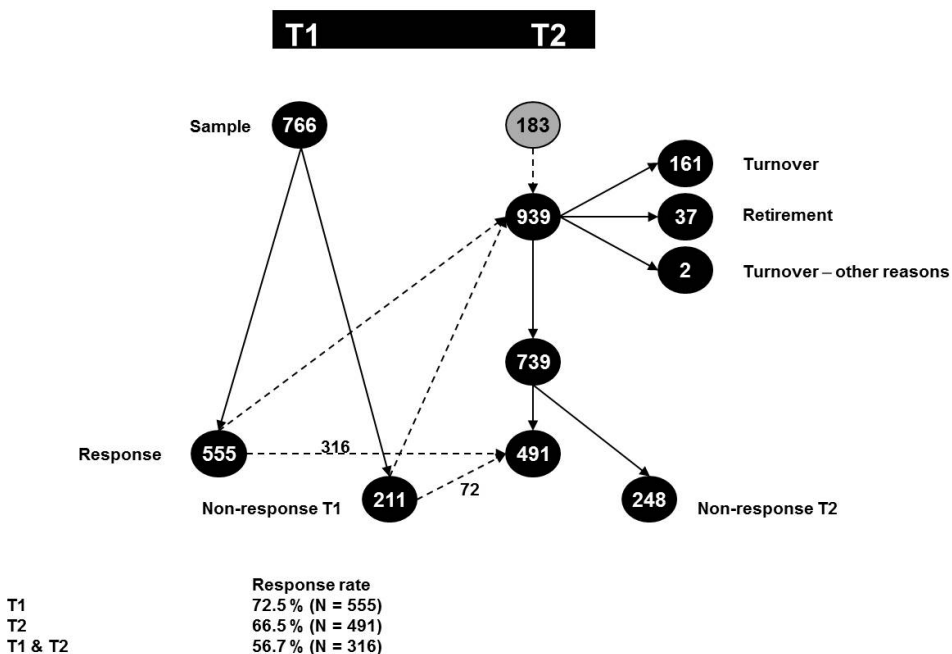 T1 T2
Sample 766 183
161 Turnover
939 37 Retirement
2 Turnover – other reasons
739
Response 555 316 491
Non-response T1 211 72 248 Non-response T2
Response rate
T1 72.5 % (N = 555)
T2 66.5 % (N = 491)
T1 & T2 56.7 % (N = 316)